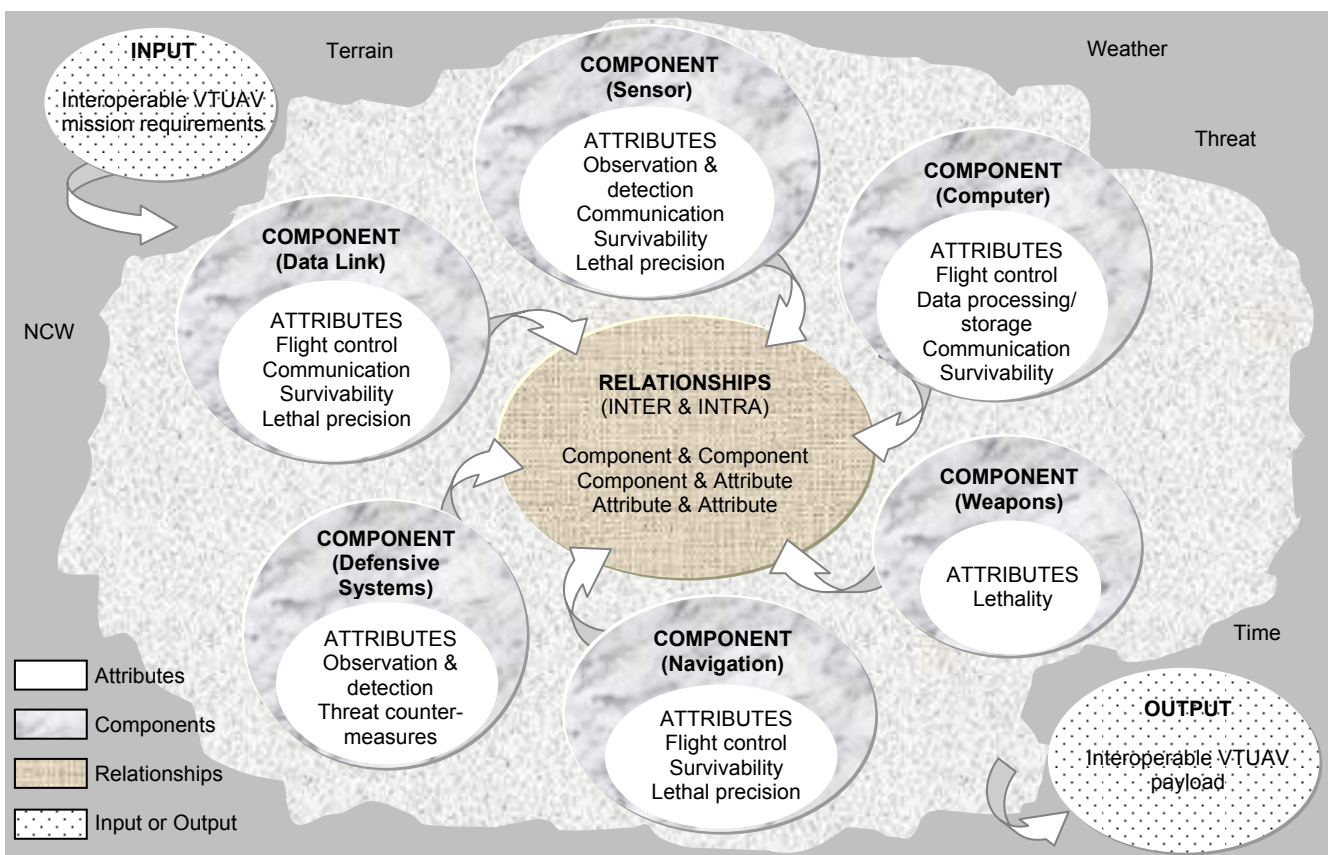 INPUT
Interoperable VTUAV
mission requirements
Terrain
Weather
Threat
NCW
Time
COMPONENT
(Sensor)
ATTRIBUTES
Observation &
detection
Communication
Survivability
Lethal precision
COMPONENT
(Computer)
ATTRIBUTES
Flight control
Data processing/
storage
Communication
Survivability
COMPONENT
(Data Link)
ATTRIBUTES
Flight control
Communication
Survivability
Lethal precision
RELATIONSHIPS
(INTER & INTRA)
Component & Component
Component & Attribute
Attribute & Attribute
COMPONENT
(Weapons)
ATTRIBUTES
Lethality
COMPONENT
(Defensive
Systems)
ATTRIBUTES
Observation &
detection
Threat counter-
measures
COMPONENT
(Navigation)
ATTRIBUTES
Flight control
Survivability
Lethal precision
OUTPUT
Interoperable VTUAV
payload
Attributes
Components
Relationships
Input or Output